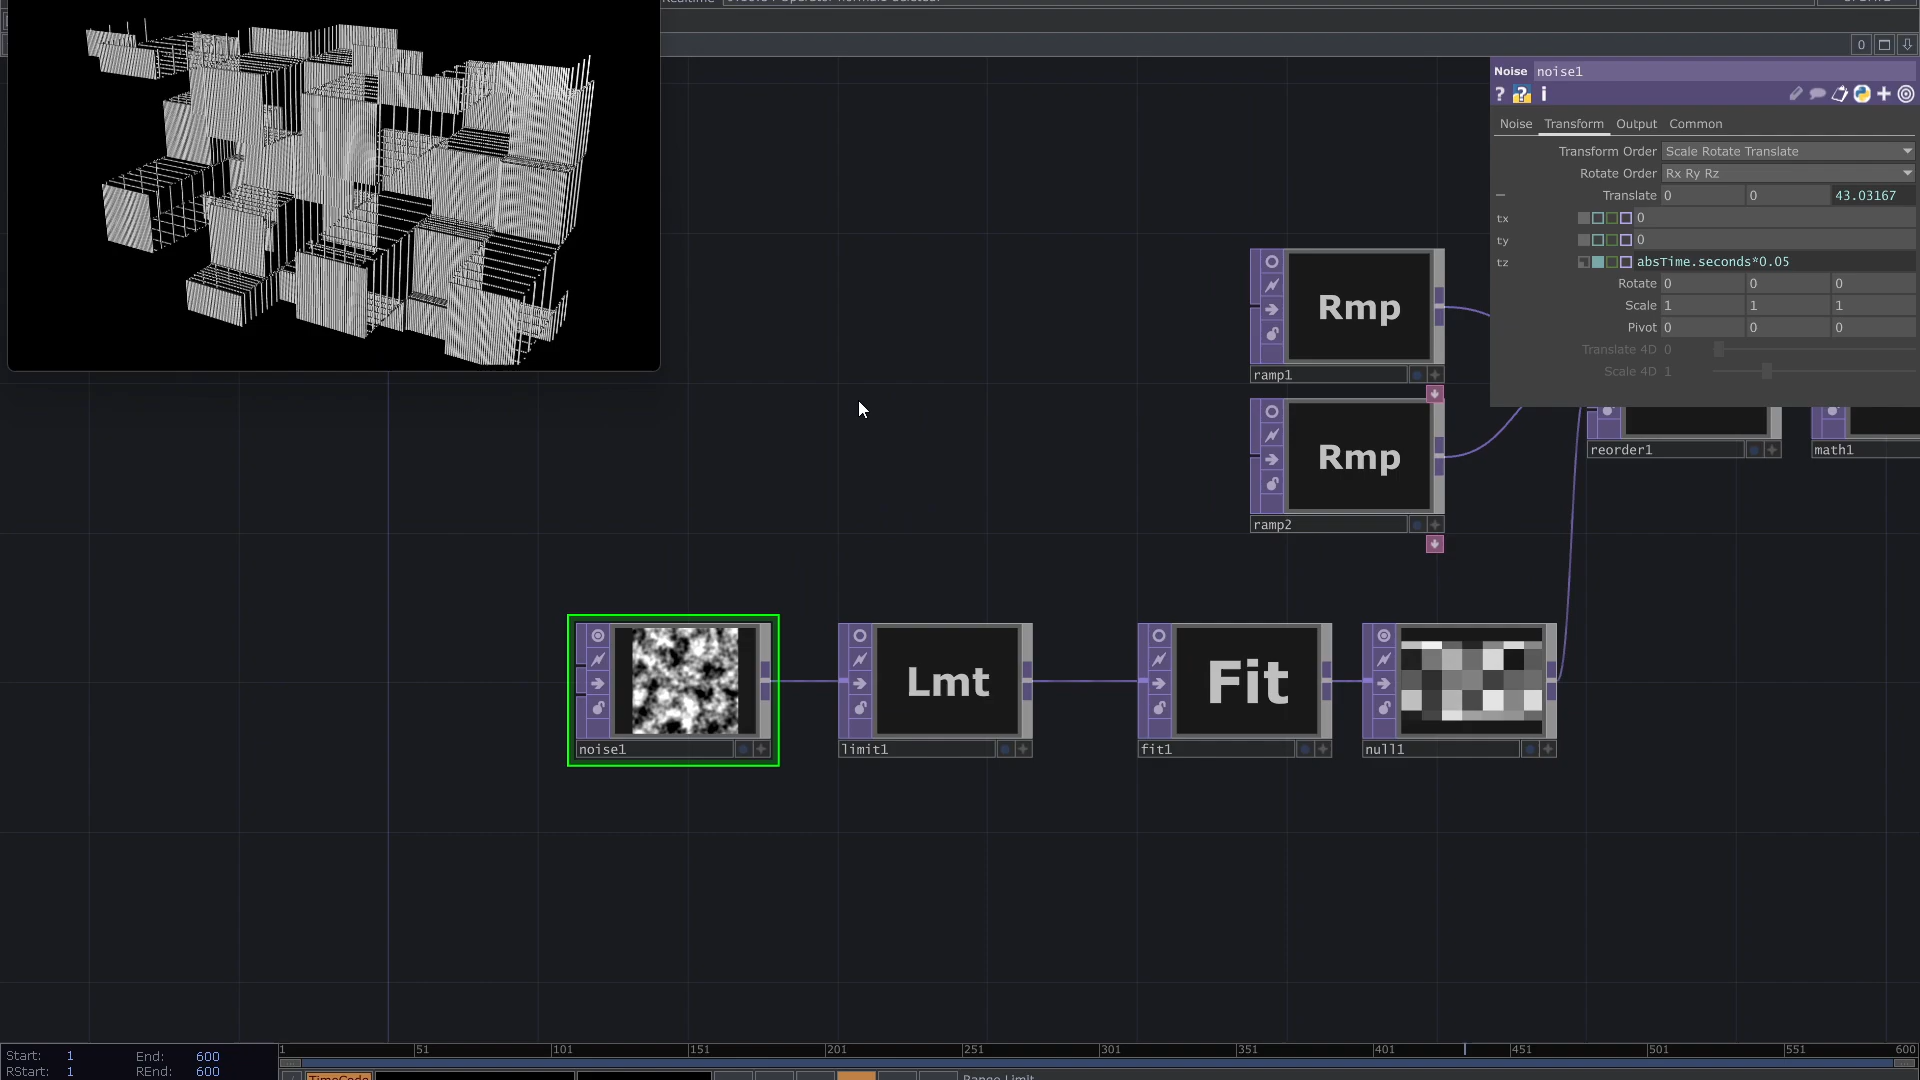 Realtime
0
Noise noise1
? ? i
Noise Transform Output Common
Transform Order Scale Rotate Translate
Rotate Order Rx Ry Rz
Translate 0 0 43.03167
tx 0
ty 0
tz absTime.seconds*0.05
Rotate 0 0 0
Scale 1 1 1
Pivot 0 0 0
Translate 4D 0
Scale 4D 1
Rmp
ramp1
Rmp
ramp2
reorder1
math1
noise1
Lmt
limit1
Fit
fit1
null1
1 51 101 151 201 251 301 351 401 451 501 551 600
Start: 1 End: 600
RStart: 1 REnd: 600
TimeCode
Range Limit